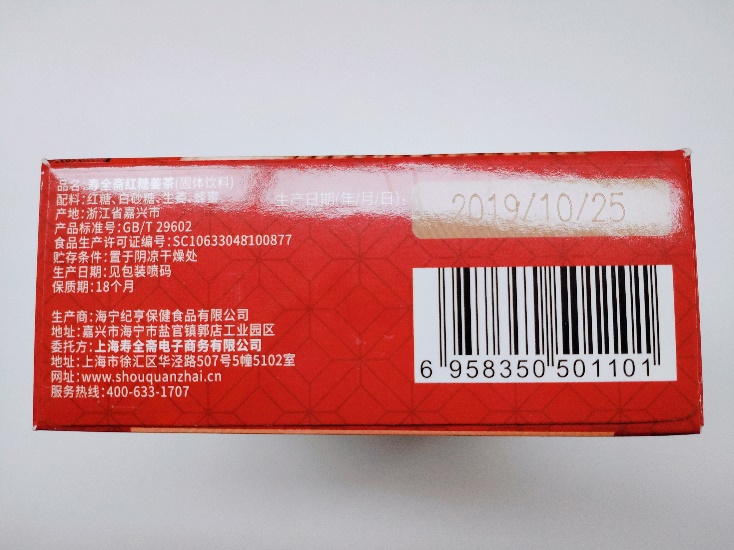 品名:寿全斋红糖姜茶(固体饮料)
配料:红糖、白砂糖、生姜、蜂蜜
产地:浙江省嘉兴市
产品标准号:GB/T 29602
食品生产许可证编号:SC10633048100877
贮存条件:置于阴凉干燥处
生产日期:见包装喷码
保质期:18个月
生产商:海宁纪亨保健食品有限公司
地址:嘉兴市海宁市盐官镇郭店工业园区
委托方:上海寿全斋电子商务有限公司
地址:上海市徐汇区华泾路507号5幢5102室
网址:www.shouquanzhai.cn
服务热线:400-633-1707
生产日期(年/月/日):
2019/10/25
6 958350 501101